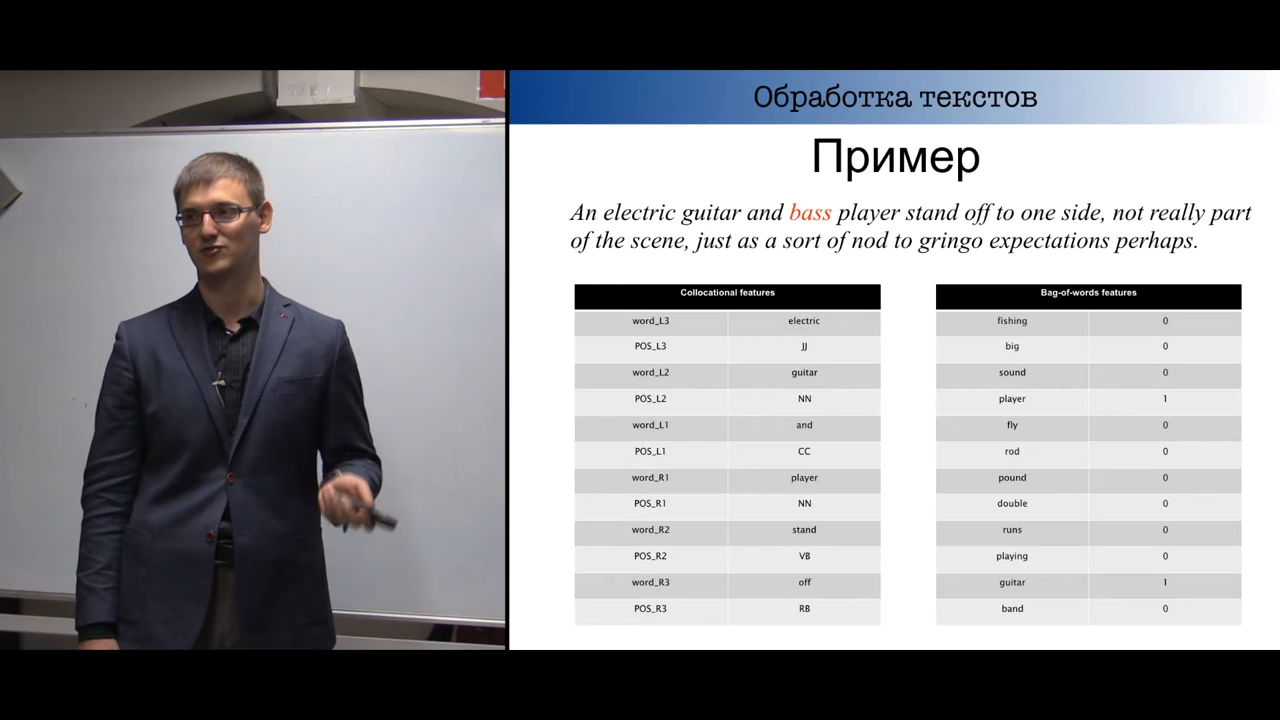 Обработка текстов
Пример
An electric guitar and bass player stand off to one side, not really part
of the scene, just as a sort of nod to gringo expectations perhaps.
Collocational features
word_L3 electric
POS_L3 JJ
word_L2 guitar
POS_L2 NN
word_L1 and
POS_L1 CC
word_R1 player
POS_R1 NN
word_R2 stand
POS_R2 VB
word_R3 off
POS_R3 RB
Bag-of-words features
fishing 0
big 0
sound 0
player 1
fly 0
rod 0
pound 0
double 0
runs 0
playing 0
guitar 1
band 0